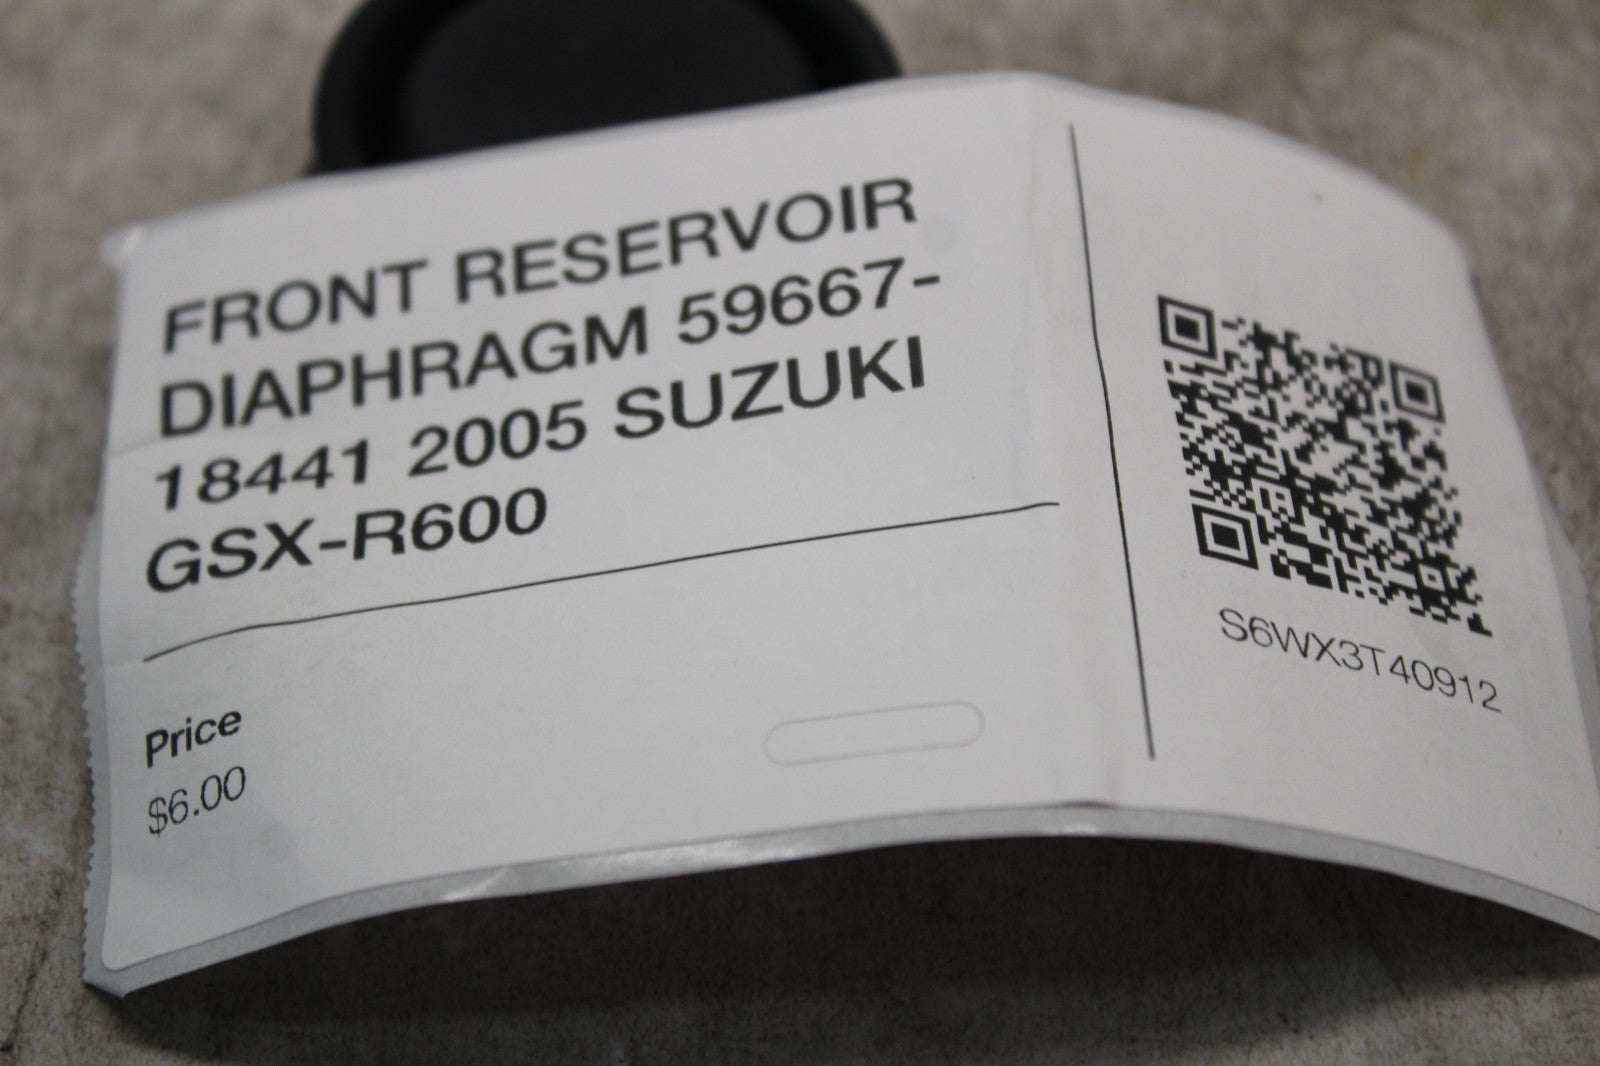 FRONT RESERVOIR
DIAPHRAGM 59667-
18441 2005 SUZUKI
GSX-R600
Price
$6.00
S6WX3T40912